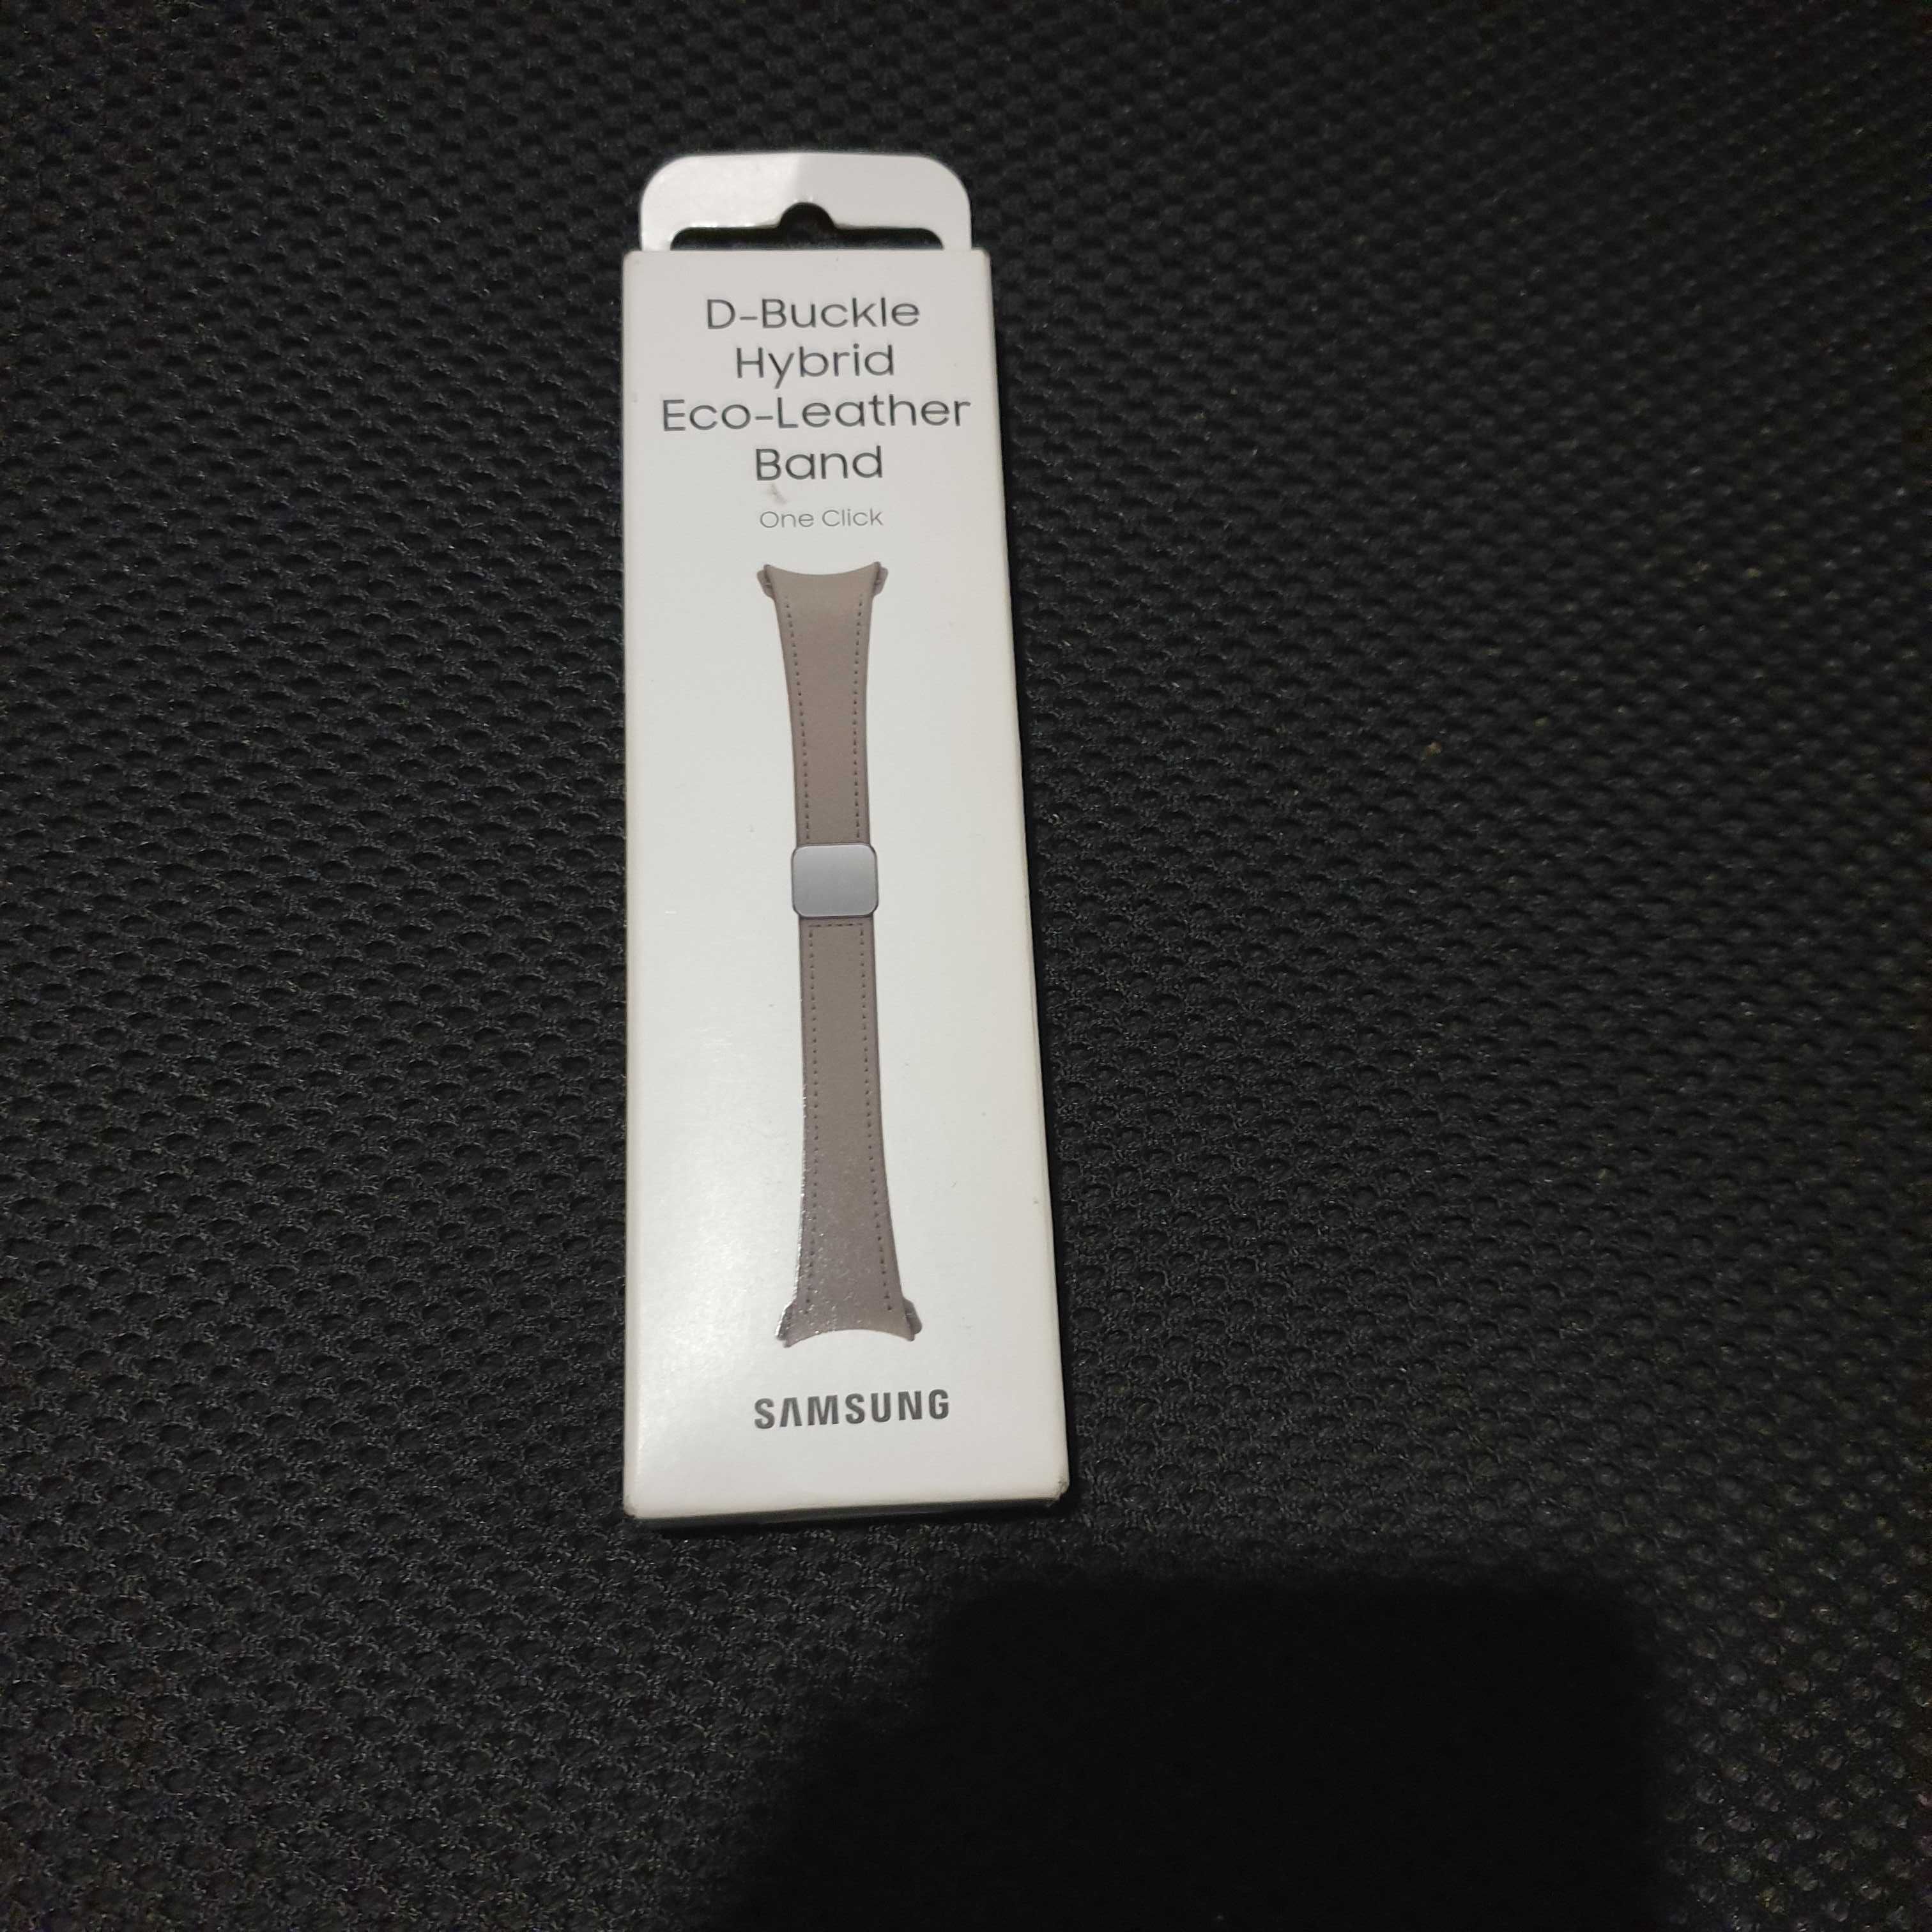 D-Buckle
Hybrid
Eco-Leather
Band
One Click
SAMSUNG